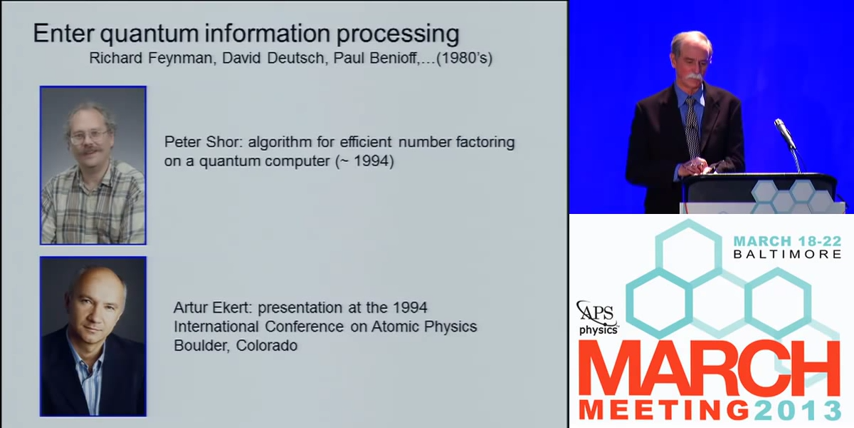 Enter quantum information processing
Richard Feynman, David Deutsch, Paul Benioff,...(1980's)
Peter Shor: algorithm for efficient number factoring
on a quantum computer (~ 1994)
Artur Ekert: presentation at the 1994
International Conference on Atomic Physics
Boulder, Colorado
MARCH 18-22
BALTIMORE
APS
physics
MARCH
MEETING2013